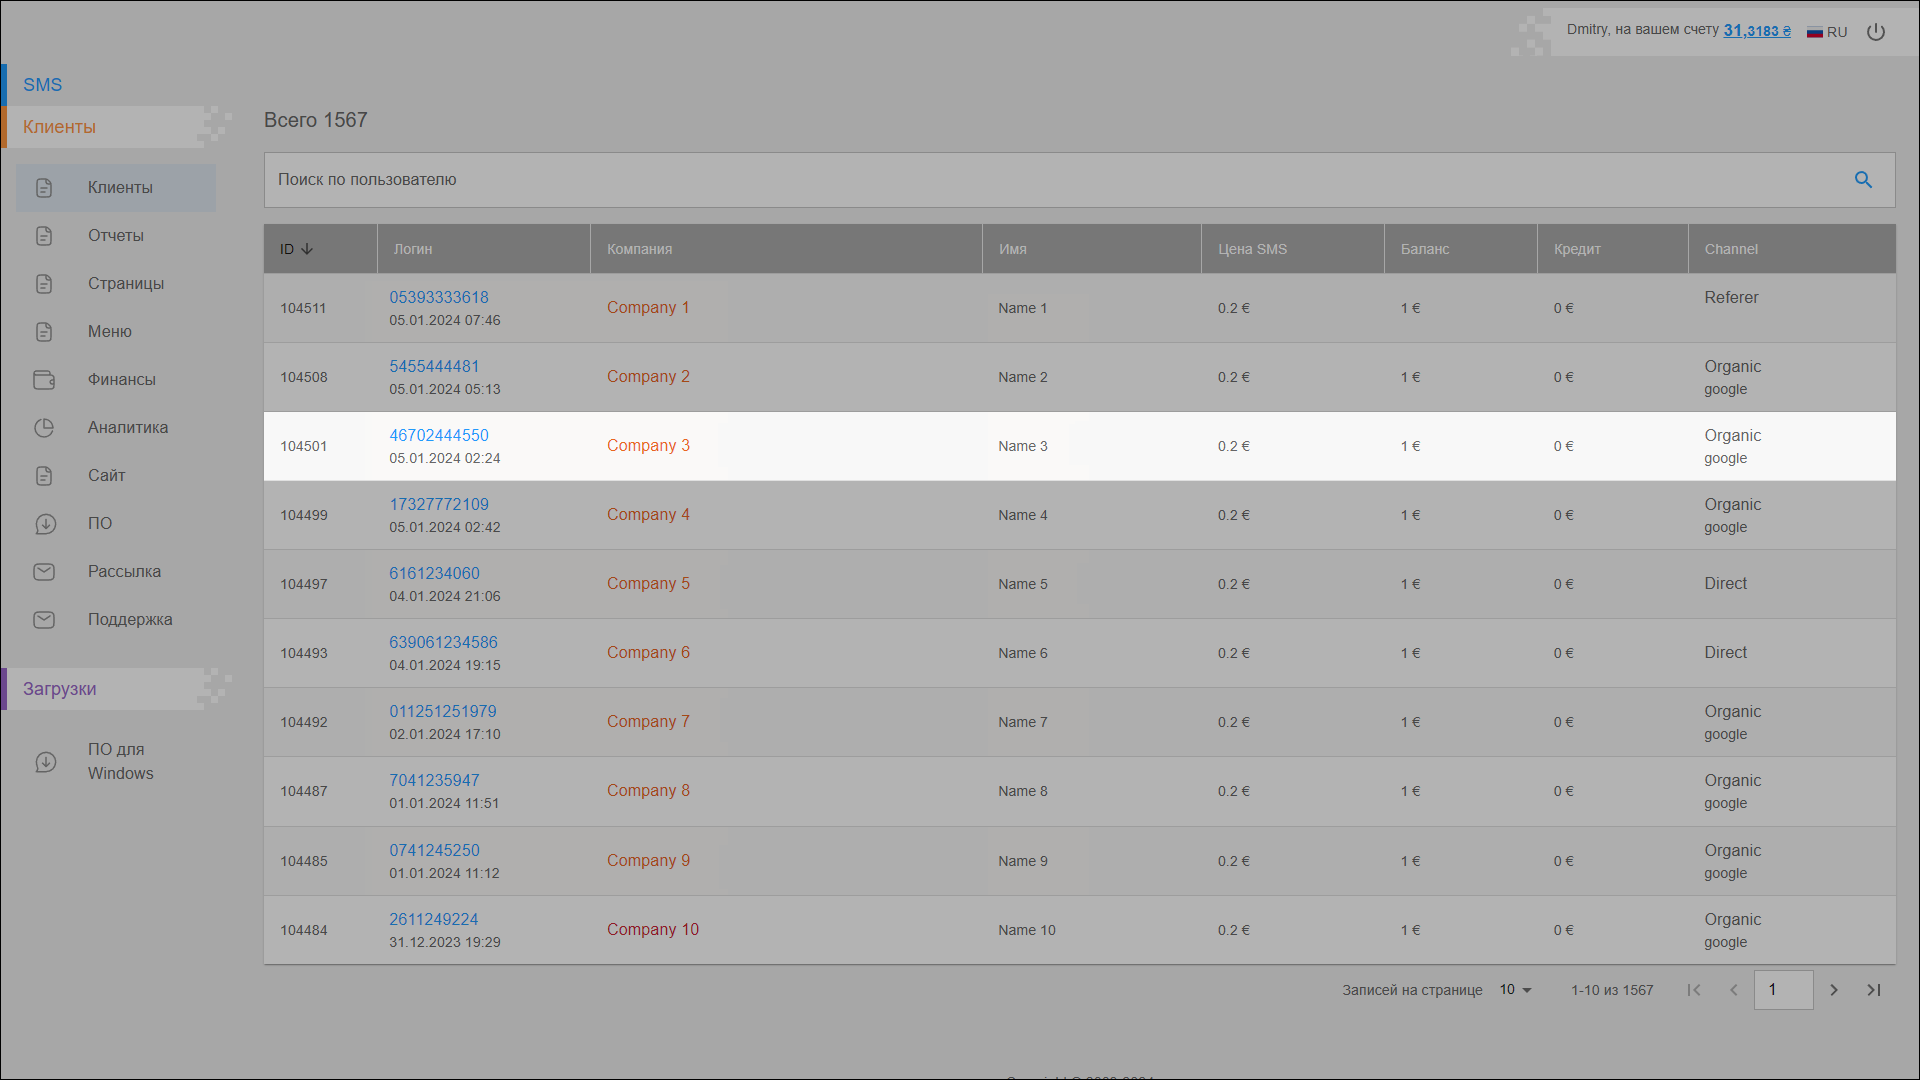 Dmitry, на вашем счету 31,3183 ₴ RU
SMS
Клиенты
Клиенты
Отчеты
Страницы
Меню
Финансы
Аналитика
Сайт
ПО
Рассылка
Поддержка
Загрузки
ПО для
Windows
Всего 1567
Поиск по пользователю
ID Логин Компания Имя Цена SMS Баланс Кредит Channel
104511 05393333618 Company 1 Name 1 0.2 € 1 € 0 € Referer
05.01.2024 07:46
104508 5455444481 Company 2 Name 2 0.2 € 1 € 0 € Organic
05.01.2024 05:13 google
104501 46702444550 Company 3 Name 3 0.2 € 1 € 0 € Organic
05.01.2024 02:24 google
104499 17327772109 Company 4 Name 4 0.2 € 1 € 0 € Organic
05.01.2024 02:42 google
104497 6161234060 Company 5 Name 5 0.2 € 1 € 0 € Direct
04.01.2024 21:06
104493 639061234586 Company 6 Name 6 0.2 € 1 € 0 € Direct
04.01.2024 19:15
104492 011251251979 Company 7 Name 7 0.2 € 1 € 0 € Organic
02.01.2024 17:10 google
104487 7041235947 Company 8 Name 8 0.2 € 1 € 0 € Organic
01.01.2024 11:51 google
104485 0741245250 Company 9 Name 9 0.2 € 1 € 0 € Organic
01.01.2024 11:12 google
104484 2611249224 Company 10 Name 10 0.2 € 1 € 0 € Organic
31.12.2023 19:29 google
Записей на странице 10 1-10 из 1567 1